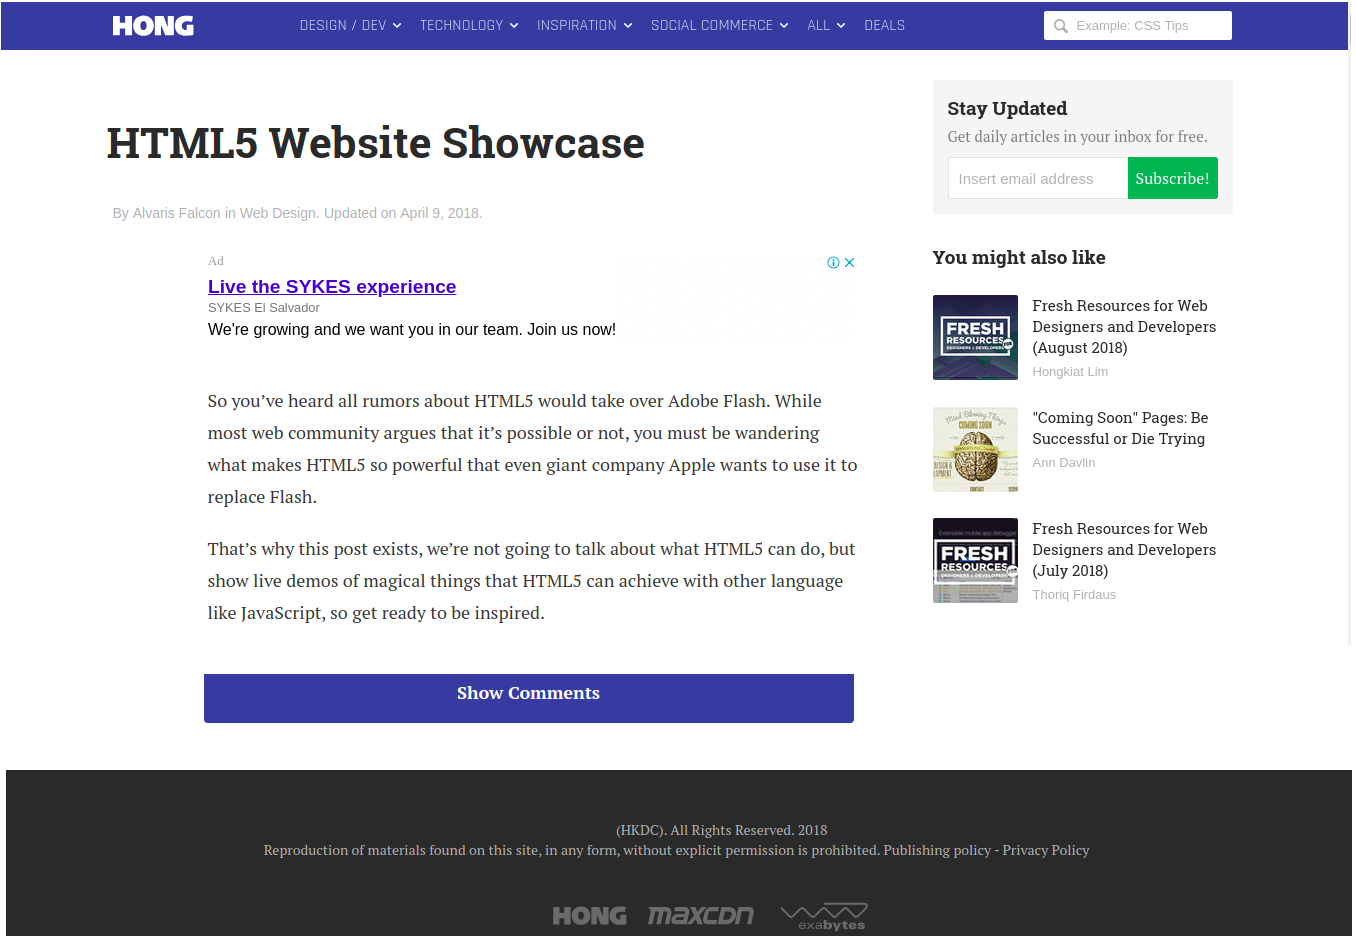 HONG
DESIGN / DEV TECHNOLOGY INSPIRATION SOCIAL COMMERCE ALL DEALS
Example: CSS Tips
HTML5 Website Showcase
By Alvaris Falcon in Web Design. Updated on April 9, 2018.
Ad
Live the SYKES experience
SYKES El Salvador
We're growing and we want you in our team. Join us now!
So you’ve heard all rumors about HTML5 would take over Adobe Flash. While
most web community argues that it’s possible or not, you must be wandering
what makes HTML5 so powerful that even giant company Apple wants to use it to
replace Flash.
That’s why this post exists, we’re not going to talk about what HTML5 can do, but
show live demos of magical things that HTML5 can achieve with other language
like JavaScript, so get ready to be inspired.
Show Comments
Stay Updated
Get daily articles in your inbox for free.
Insert email address
Subscribe!
You might also like
FRESH
RESOURCES
DESIGNERS & DEVELOPERS
Fresh Resources for Web
Designers and Developers
(August 2018)
Hongkiat Lim
Mind Blowing Things
COMING SOON
"Coming Soon" Pages: Be
Successful or Die Trying
Ann Davlin
FRESH
RESOURCES
DESIGNERS & DEVELOPERS
Fresh Resources for Web
Designers and Developers
(July 2018)
Thoriq Firdaus
(HKDC). All Rights Reserved. 2018
Reproduction of materials found on this site, in any form, without explicit permission is prohibited. Publishing policy - Privacy Policy
HONG maxcdn exabytes